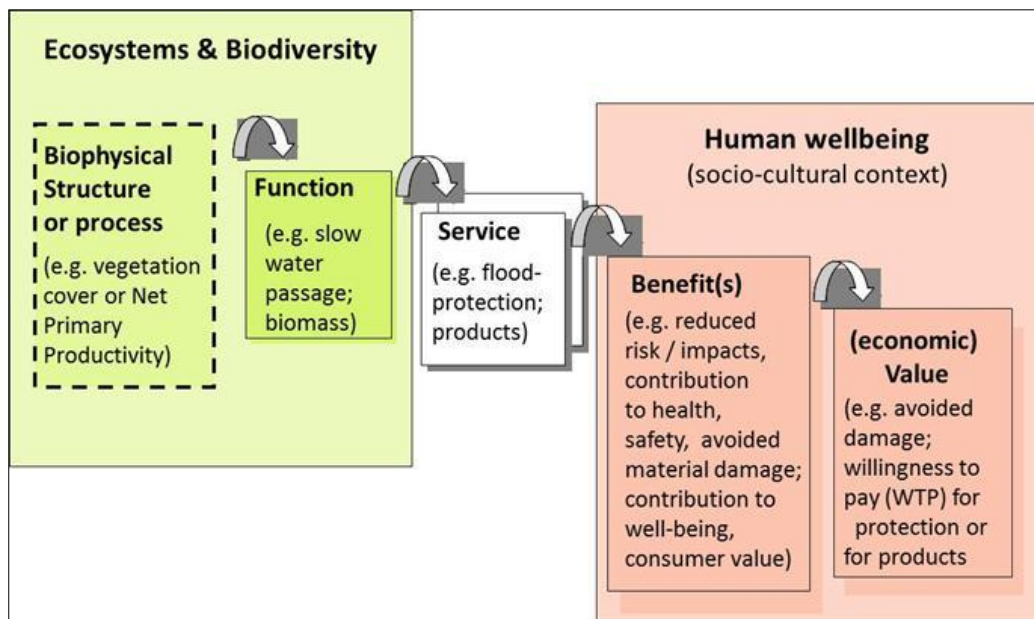 Ecosystems & Biodiversity
Biophysical
Structure
or process
(e.g. vegetation
cover or Net
Primary
Productivity)
Function
(e.g. slow
water
passage;
biomass)
Service
(e.g. flood-
protection;
products)
Human wellbeing
(socio-cultural context)
Benefit(s)
(e.g. reduced
risk / impacts,
contribution
to health,
safety, avoided
material damage;
contribution to
well-being,
consumer value)
(economic)
Value
(e.g. avoided
damage;
willingness to
pay (WTP) for
protection or
for products